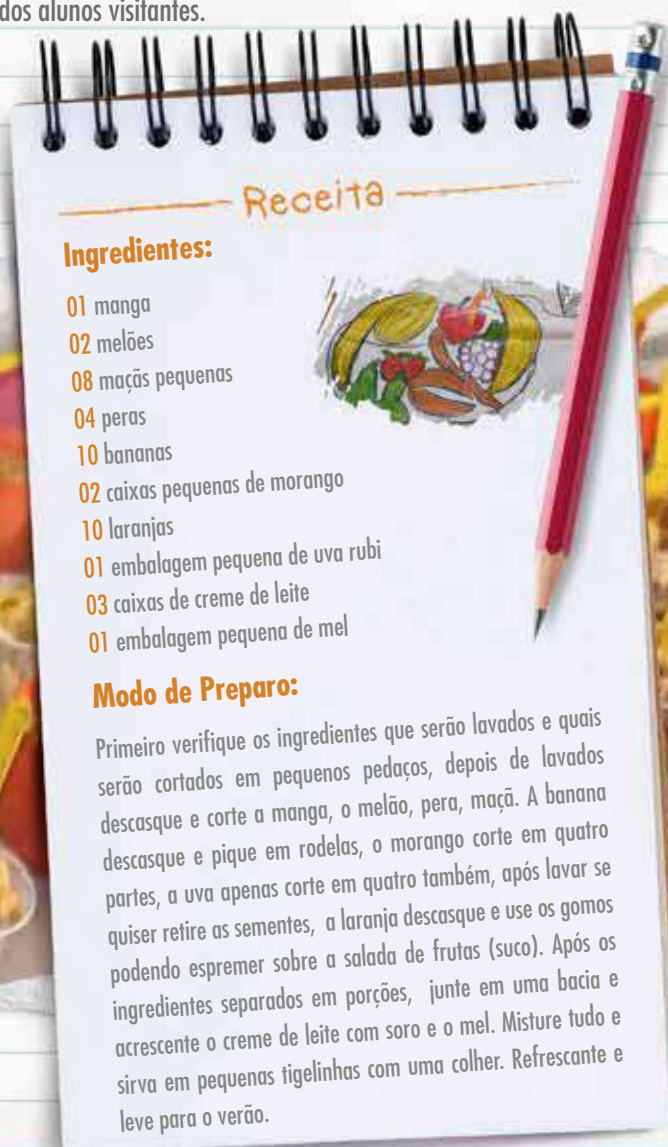 dos alunos visitantes.
Receita
Ingredientes:
01 manga
02 melões
08 maçãs pequenas
04 peras
10 bananas
02 caixas pequenas de morango
10 laranjas
01 embalagem pequena de uva rubi
03 caixas de creme de leite
01 embalagem pequena de mel
Modo de Preparo:
Primeiro verifique os ingredientes que serão lavados e quais
serão cortados em pequenos pedaços, depois de lavados
descasque e corte a manga, o melão, pera, maçã. A banana
descasque e pique em rodelas, o morango corte em quatro
partes, a uva apenas corte em quatro também, após lavar se
quiser retire as sementes, a laranja descasque e use os gomos
podendo espremer sobre a salada de frutas (suco). Após os
ingredientes separados em porções, junte em uma bacia e
acrescente o creme de leite com soro e o mel. Misture tudo e
sirva em pequenas tigelinhas com uma colher. Refrescante e
leve para o verão.